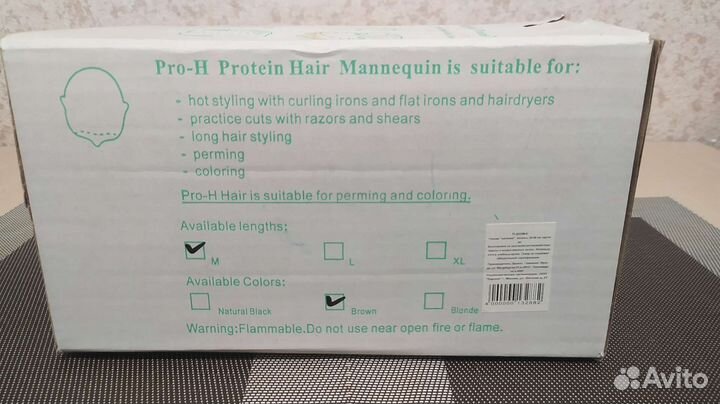 Pro-H Protein Hair Mannequin is suitable for:
- hot styling with curling irons and flat irons and hairdryers
- practice cuts with razors and shears
- long hair styling
- perming
- coloring
Pro-H Hair is suitable for perming and coloring.
Available lengths:
M L XL
Available Colors:
Natural Black Brown Blonde
Warning:Flammable.Do not use near open fire or flame.
Avito